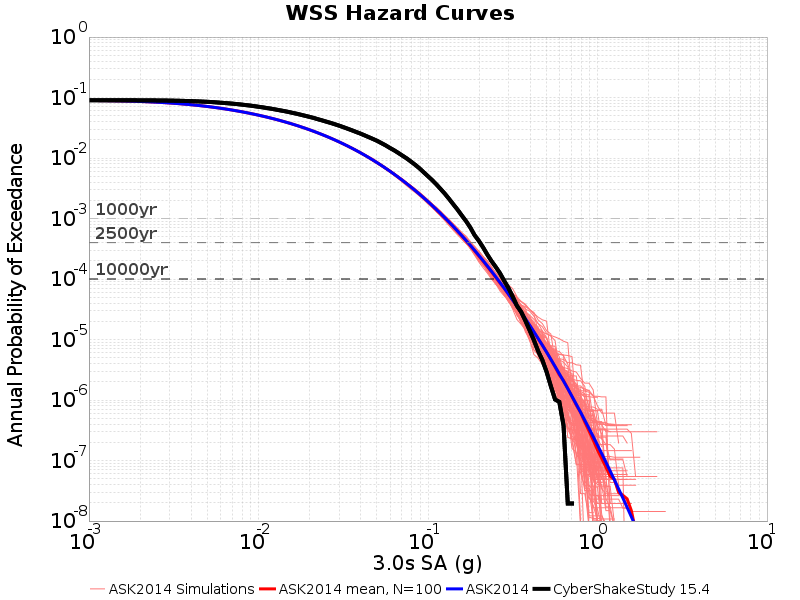 WSS Hazard Curves
10^0
10^-1
10^-2
10^-3
10^-4
10^-5
10^-6
10^-7
10^-8
Annual Probability of Exceedance
1000yr
2500yr
10000yr
10^-3 10^-2 10^-1 10^0 10^1
3.0s SA (g)
ASK2014 Simulations ASK2014 mean, N=100 ASK2014 CyberShakeStudy 15.4